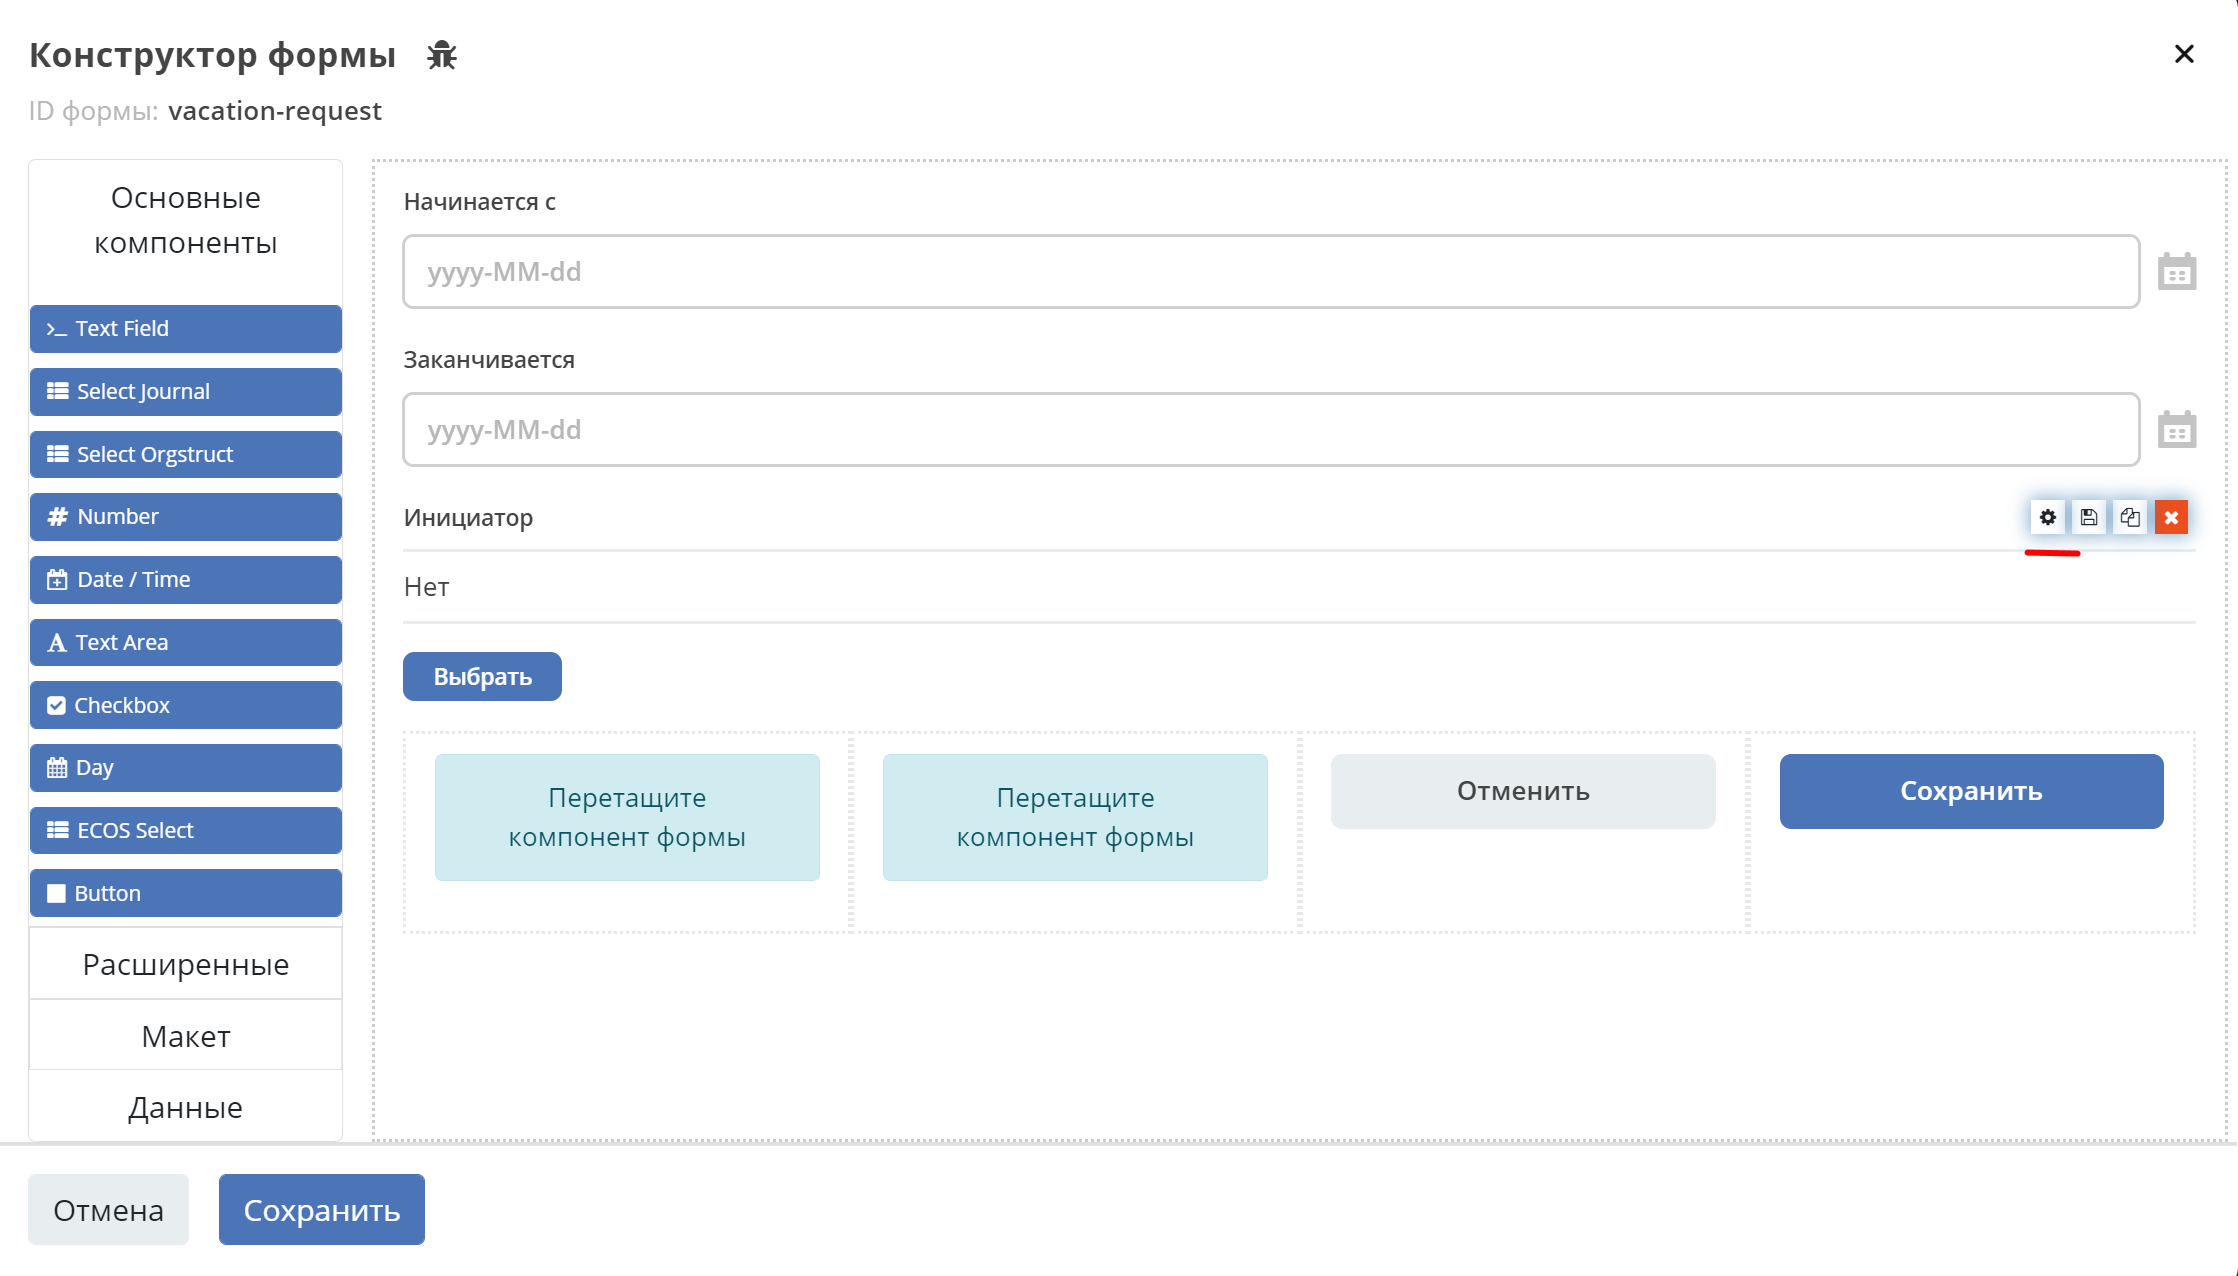 Конструктор формы
ID формы: vacation-request
Основные
компоненты
Text Field
Select Journal
Select Orgstruct
Number
Date / Time
Text Area
Checkbox
Day
ECOS Select
Button
Расширенные
Макет
Данные
Начинается с
yyyy-MM-dd
Заканчивается
yyyy-MM-dd
Инициатор
Нет
Выбрать
Перетащите
компонент формы
Перетащите
компонент формы
Отменить
Сохранить
Отмена
Сохранить